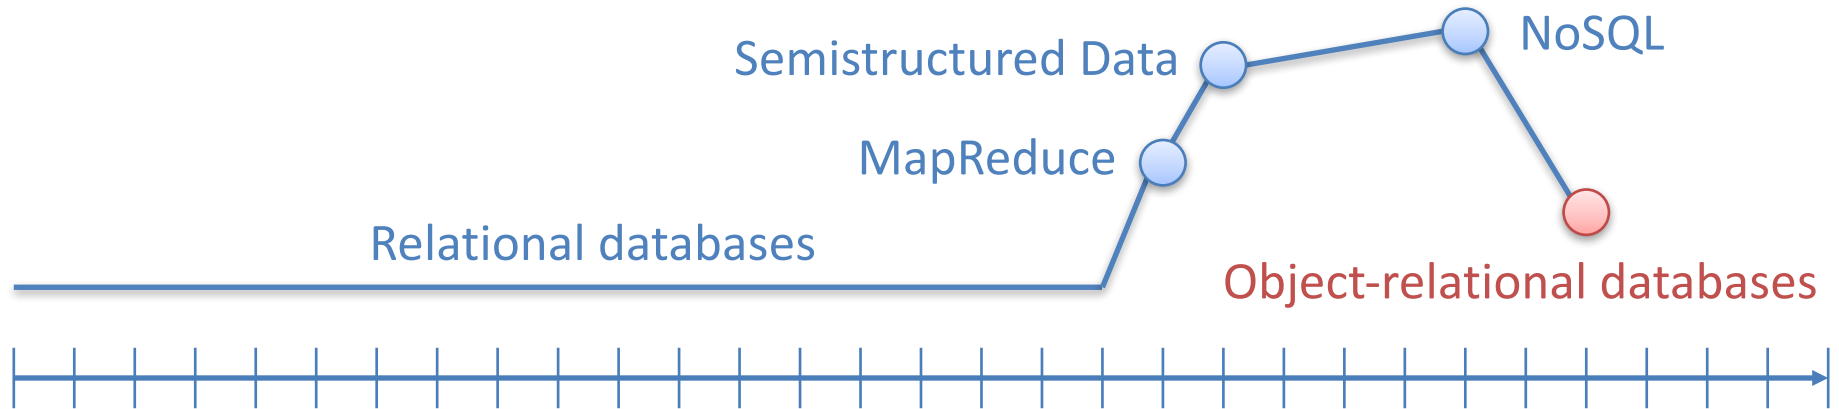 NoSQL
Semistructured Data
MapReduce
Relational databases
Object-relational databases